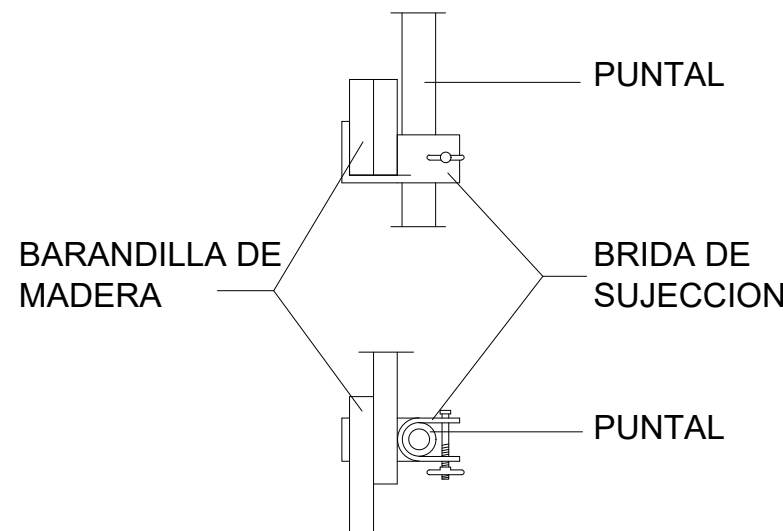 PUNTAL
BARANDILLA DE
MADERA
BRIDA DE
SUJECCION
PUNTAL